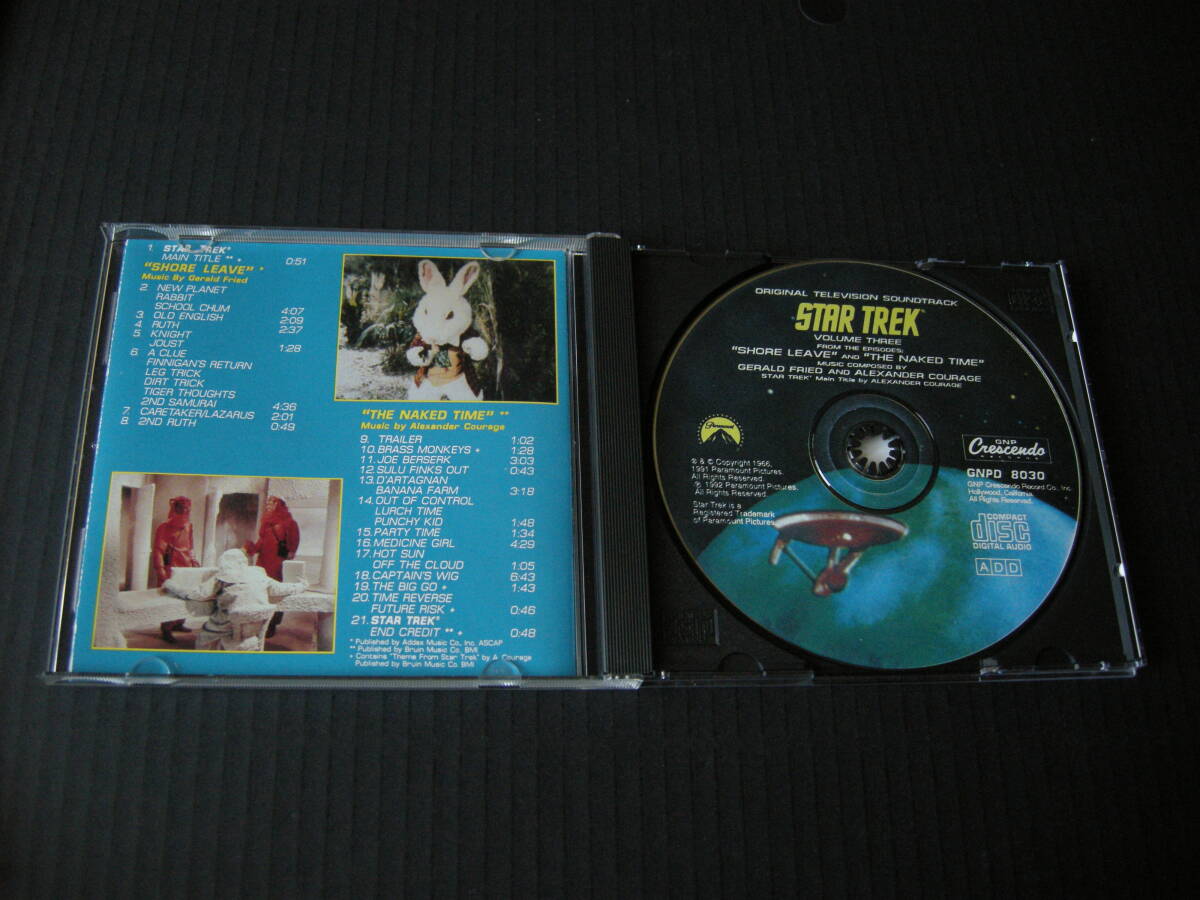 1. STAR TREK®
MAIN TITLE ** + 0:51
"SHORE LEAVE" *
Music By Gerald Fried
2. NEW PLANET
RABBIT
SCHOOL CHUM 4:07
3. OLD ENGLISH 2:09
4. RUTH 2:37
5. KNIGHT
JOUST 1:28
6. A CLUE
FINNIGAN'S RETURN
LEG TRICK
DIRT TRICK
TIGER THOUGHTS
2ND SAMURAI 4:36
7. CARETAKER/LAZARUS 2:01
8. 2ND RUTH 0:49
"THE NAKED TIME" **
Music by Alexander Courage
9. TRAILER 1:02
10. BRASS MONKEYS + 1:28
11. JOE BERSERK 3:03
12. SULU FINKS OUT 0:43
13. D'ARTAGNAN
BANANA FARM 3:18
14. OUT OF CONTROL
LURCH TIME
PUNCHY KID 1:48
15. PARTY TIME 1:34
16. MEDICINE GIRL 4:29
17. HOT SUN
OFF THE CLOUD 1:05
18. CAPTAIN'S WIG 6:43
19. THE BIG GO + 1:43
20. TIME REVERSE
FUTURE RISK + 0:46
21. STAR TREK®
END CREDIT ** + 0:48
* Published by Addax Music Co., Inc. ASCAP
** Published by Bruin Music Co. BMI
+ Contains "Theme From Star Trek" by A. Courage
Published by Bruin Music Co. BMI
ORIGINAL TELEVISION SOUNDTRACK
STAR TREK®
VOLUME THREE
FROM THE EPISODES:
"SHORE LEAVE" AND "THE NAKED TIME"
MUSIC COMPOSED BY
GERALD FRIED AND ALEXANDER COURAGE
STAR TREK® Main Title by ALEXANDER COURAGE
Paramount
® & © Copyright 1966,
1991 Paramount Pictures.
All Rights Reserved.
℗ 1992 Paramount Pictures.
All Rights Reserved.
Star Trek is a
Registered Trademark
of Paramount Pictures
GNP
Crescendo
RECORDS
GNPD 8030
GNP Crescendo Record Co., Inc.
Hollywood, California
All Rights Reserved.
COMPACT
disc
DIGITAL AUDIO
ADD